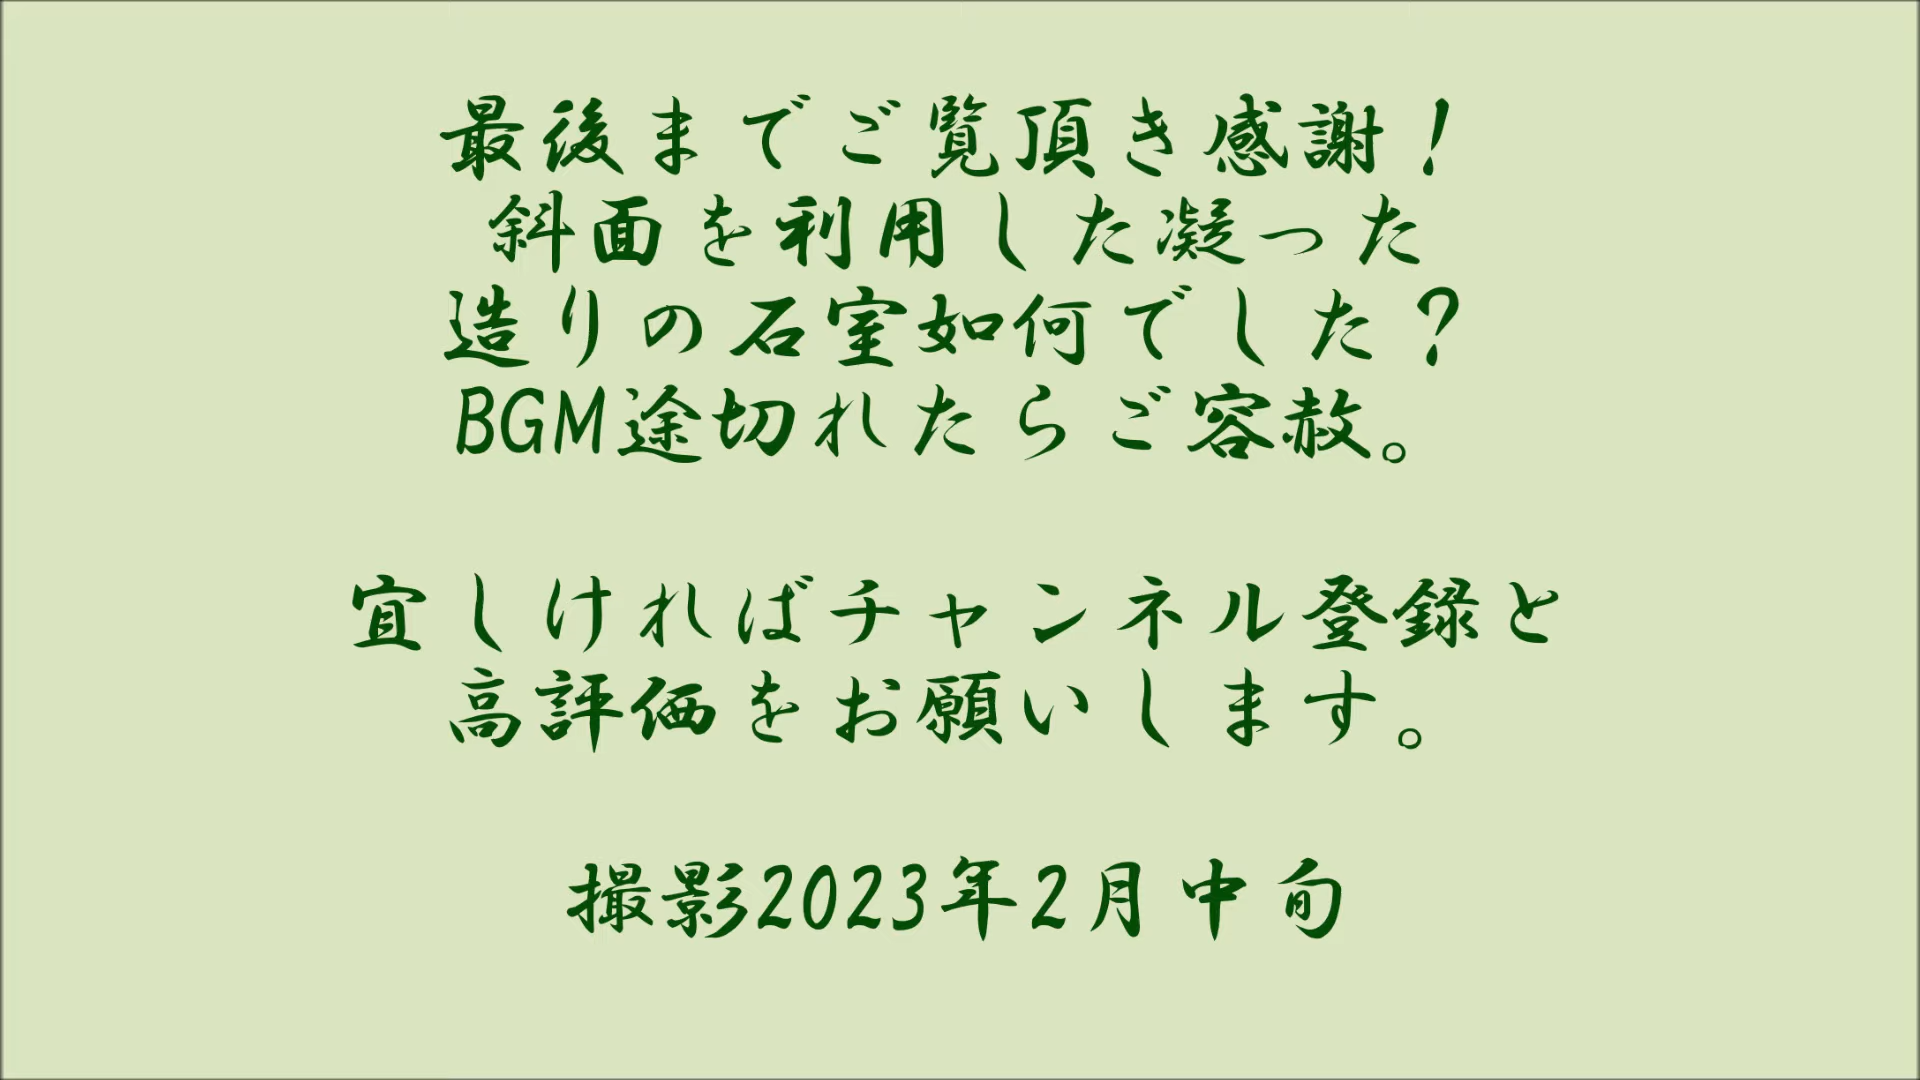 最後までご覧頂き感謝！
斜面を利用した凝った
造りの石室如何でした？
BGM途切れたらご容赦。
宜しければチャンネル登録と
高評価をお願いします。
撮影2023年2月中旬